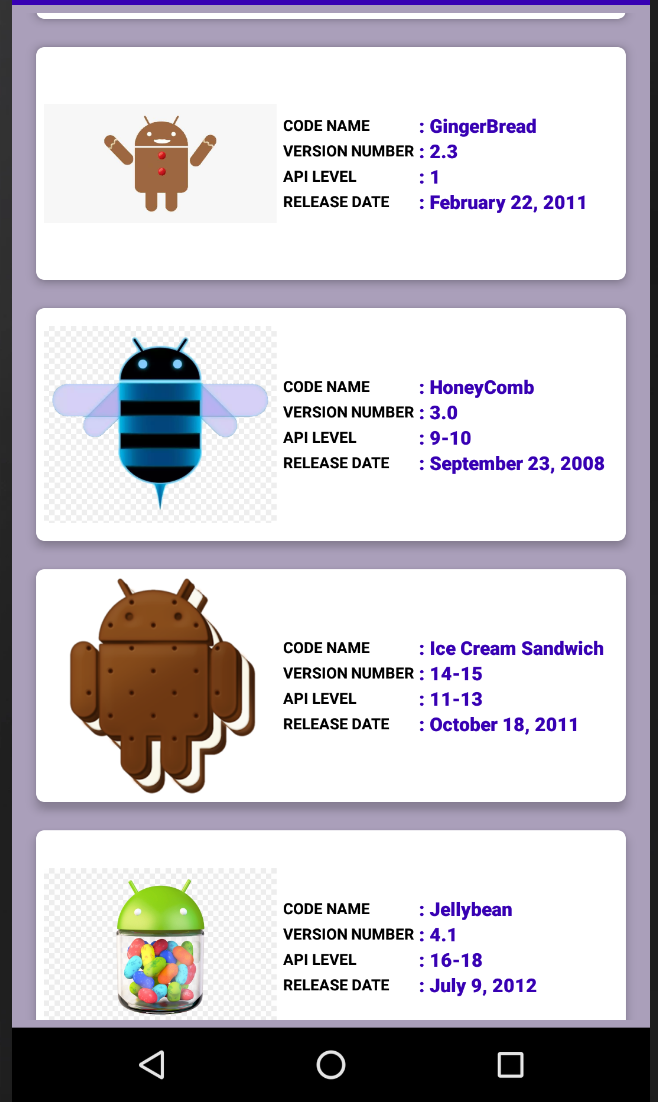 CODE NAME : GingerBread
VERSION NUMBER : 2.3
API LEVEL : 1
RELEASE DATE : February 22, 2011
CODE NAME : HoneyComb
VERSION NUMBER : 3.0
API LEVEL : 9-10
RELEASE DATE : September 23, 2008
CODE NAME : Ice Cream Sandwich
VERSION NUMBER : 14-15
API LEVEL : 11-13
RELEASE DATE : October 18, 2011
CODE NAME : Jellybean
VERSION NUMBER : 4.1
API LEVEL : 16-18
RELEASE DATE : July 9, 2012